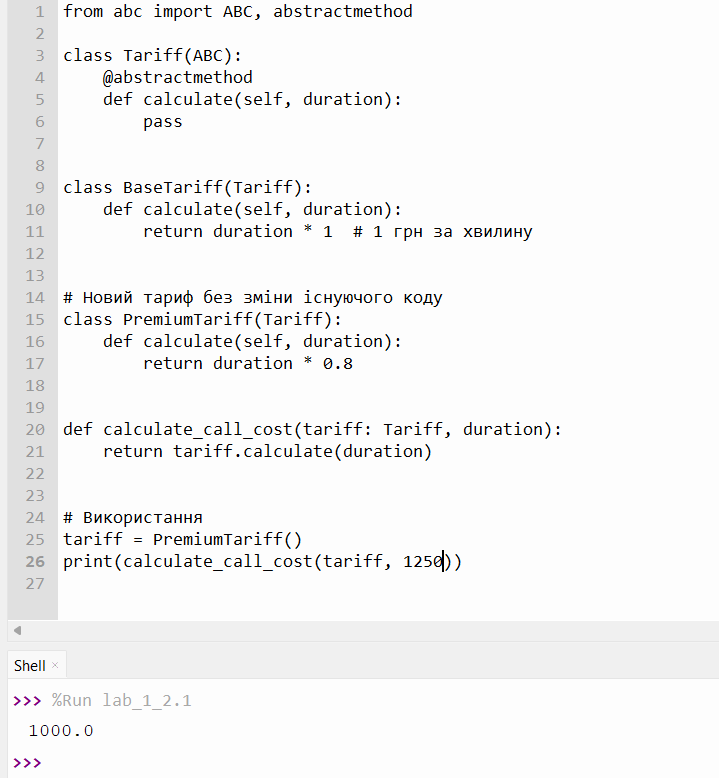 1 from abc import ABC, abstractmethod
2
3 class Tariff(ABC):
4     @abstractmethod
5     def calculate(self, duration):
6         pass
7
8
9 class BaseTariff(Tariff):
10     def calculate(self, duration):
11         return duration * 1  # 1 грн за хвилину
12
13
14 # Новий тариф без зміни існуючого коду
15 class PremiumTariff(Tariff):
16     def calculate(self, duration):
17         return duration * 0.8
18
19
20 def calculate_call_cost(tariff: Tariff, duration):
21     return tariff.calculate(duration)
22
23
24 # Використання
25 tariff = PremiumTariff()
26 print(calculate_call_cost(tariff, 1250))
27
Shell ×
>>> %Run lab_1_2.1
1000.0
>>>